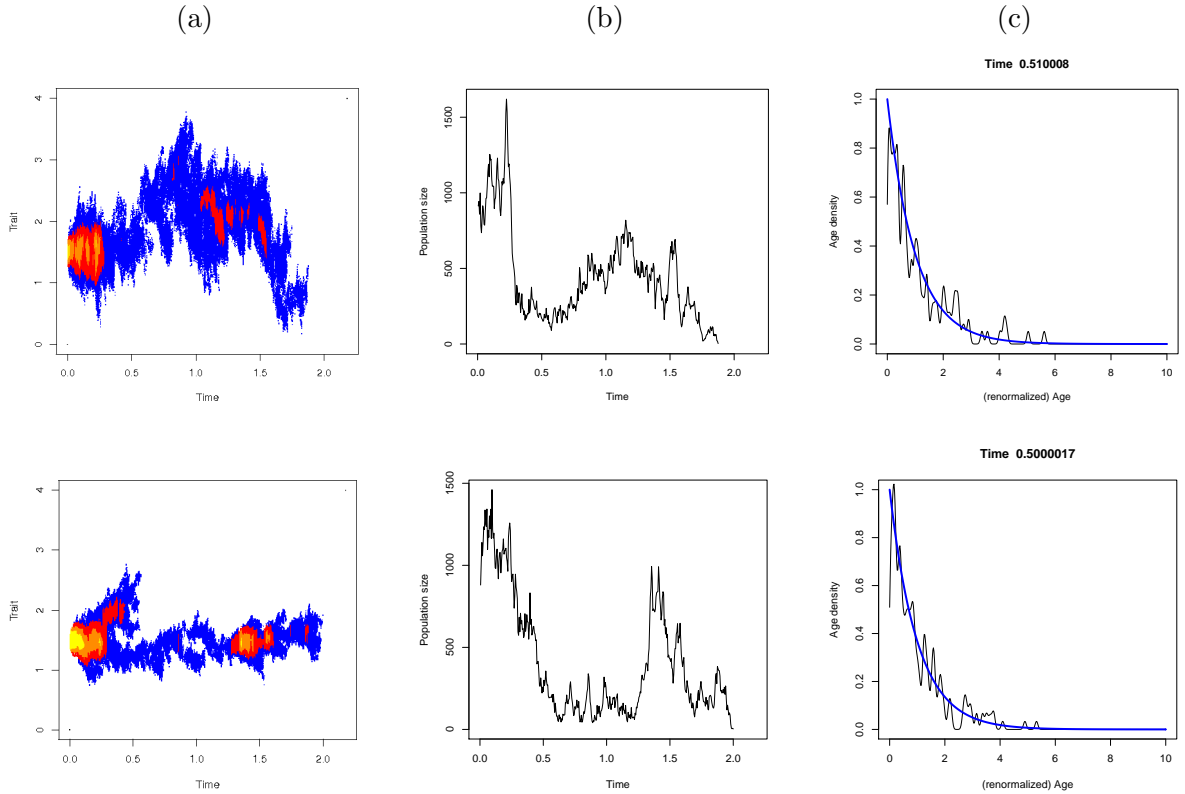 (a) (b) (c)
Time 0.510008
Trait
0 1 2 3 4
0.0 0.5 1.0 1.5 2.0
Time
Population size
0 500 1000 1500
0.0 0.5 1.0 1.5 2.0
Time
Age density
0.0 0.2 0.4 0.6 0.8 1.0
0 2 4 6 8 10
(renormalized) Age
Time 0.5000017
Trait
0 1 2 3 4
0.0 0.5 1.0 1.5 2.0
Time
Population size
0 500 1000 1500
0.0 0.5 1.0 1.5 2.0
Time
Age density
0.0 0.2 0.4 0.6 0.8 1.0
0 2 4 6 8 10
(renormalized) Age